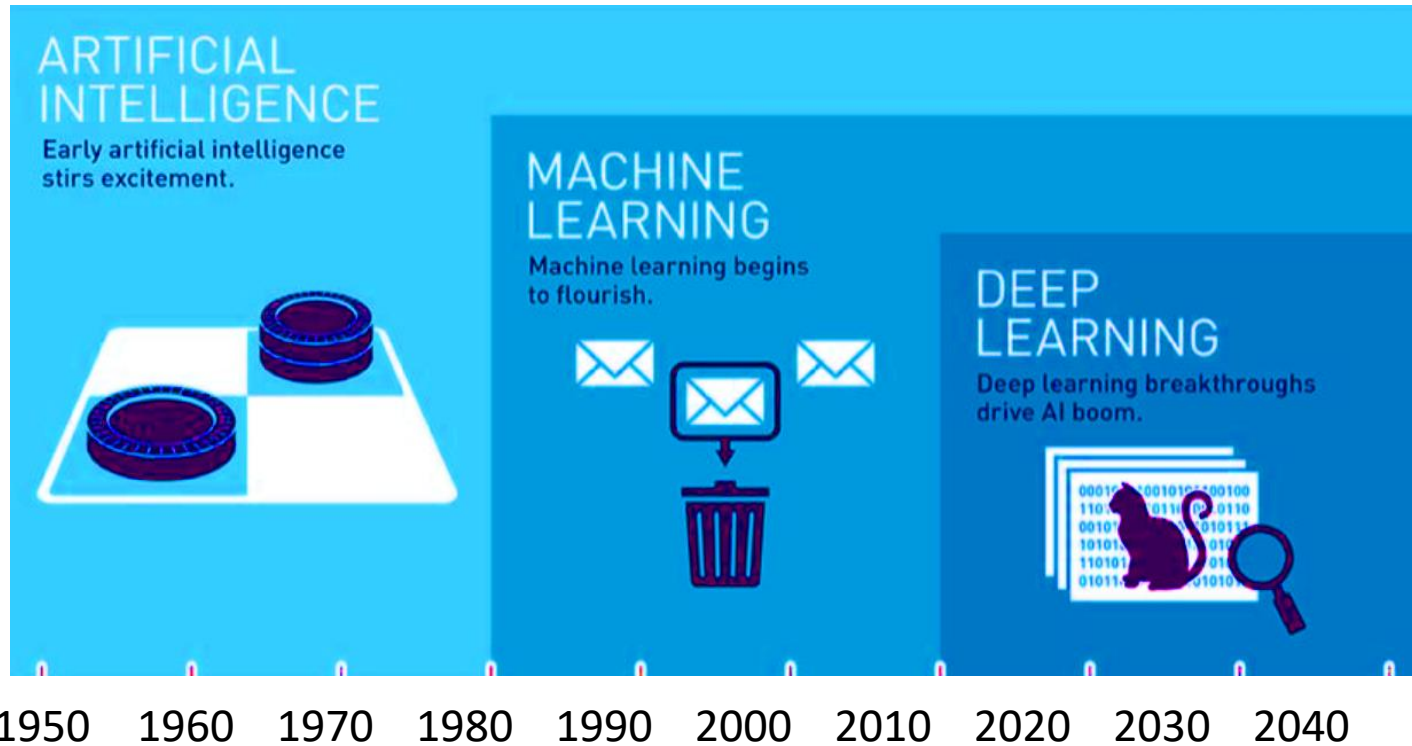 ARTIFICIAL
INTELLIGENCE
Early artificial intelligence
stirs excitement.
MACHINE
LEARNING
Machine learning begins
to flourish.
DEEP
LEARNING
Deep learning breakthroughs
drive AI boom.
1950 1960 1970 1980 1990 2000 2010 2020 2030 2040